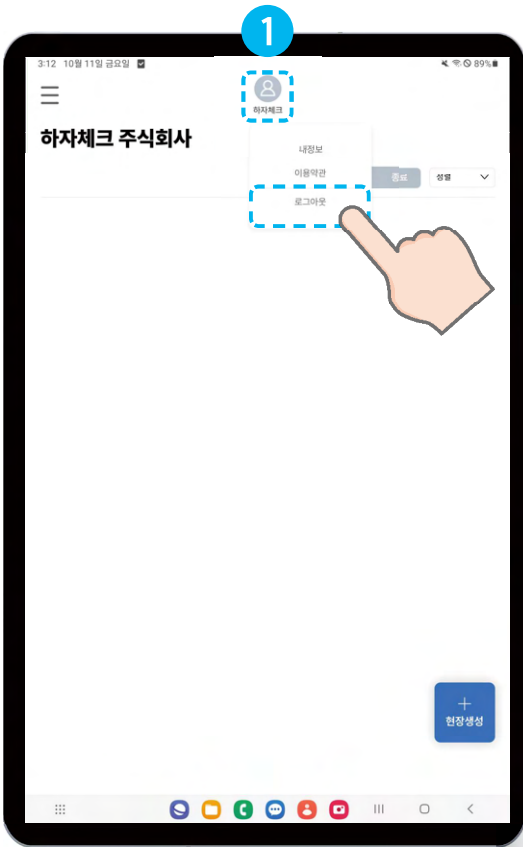 1
3:12 10월 11일 금요일
89%
하자체크
하자체크 주식회사
내정보
이용약관
종료
성별
로그아웃
현장생성